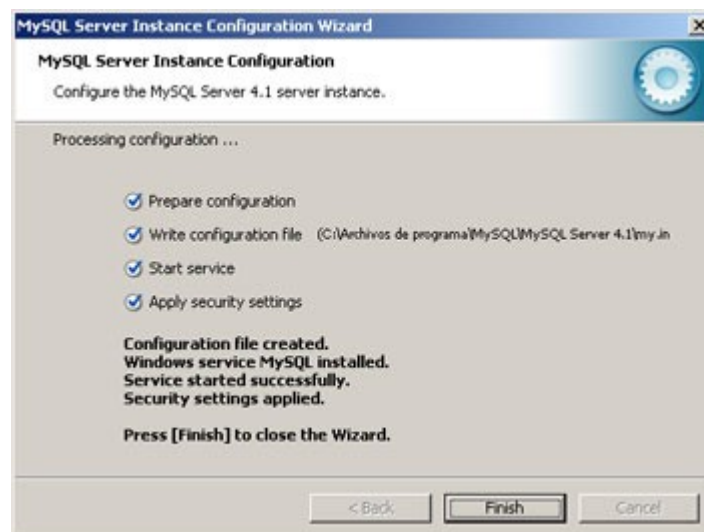 MySQL Server Instance Configuration Wizard
MySQL Server Instance Configuration
Configure the MySQL Server 4.1 server instance.
Processing configuration ...
Prepare configuration
Write configuration file (C:\Archivos de programa\MySQL\MySQL Server 4.1\my.in
Start service
Apply security settings
Configuration file created.
Windows service MySQL installed.
Service started successfully.
Security settings applied.
Press [Finish] to close the Wizard.
< Back Finish Cancel